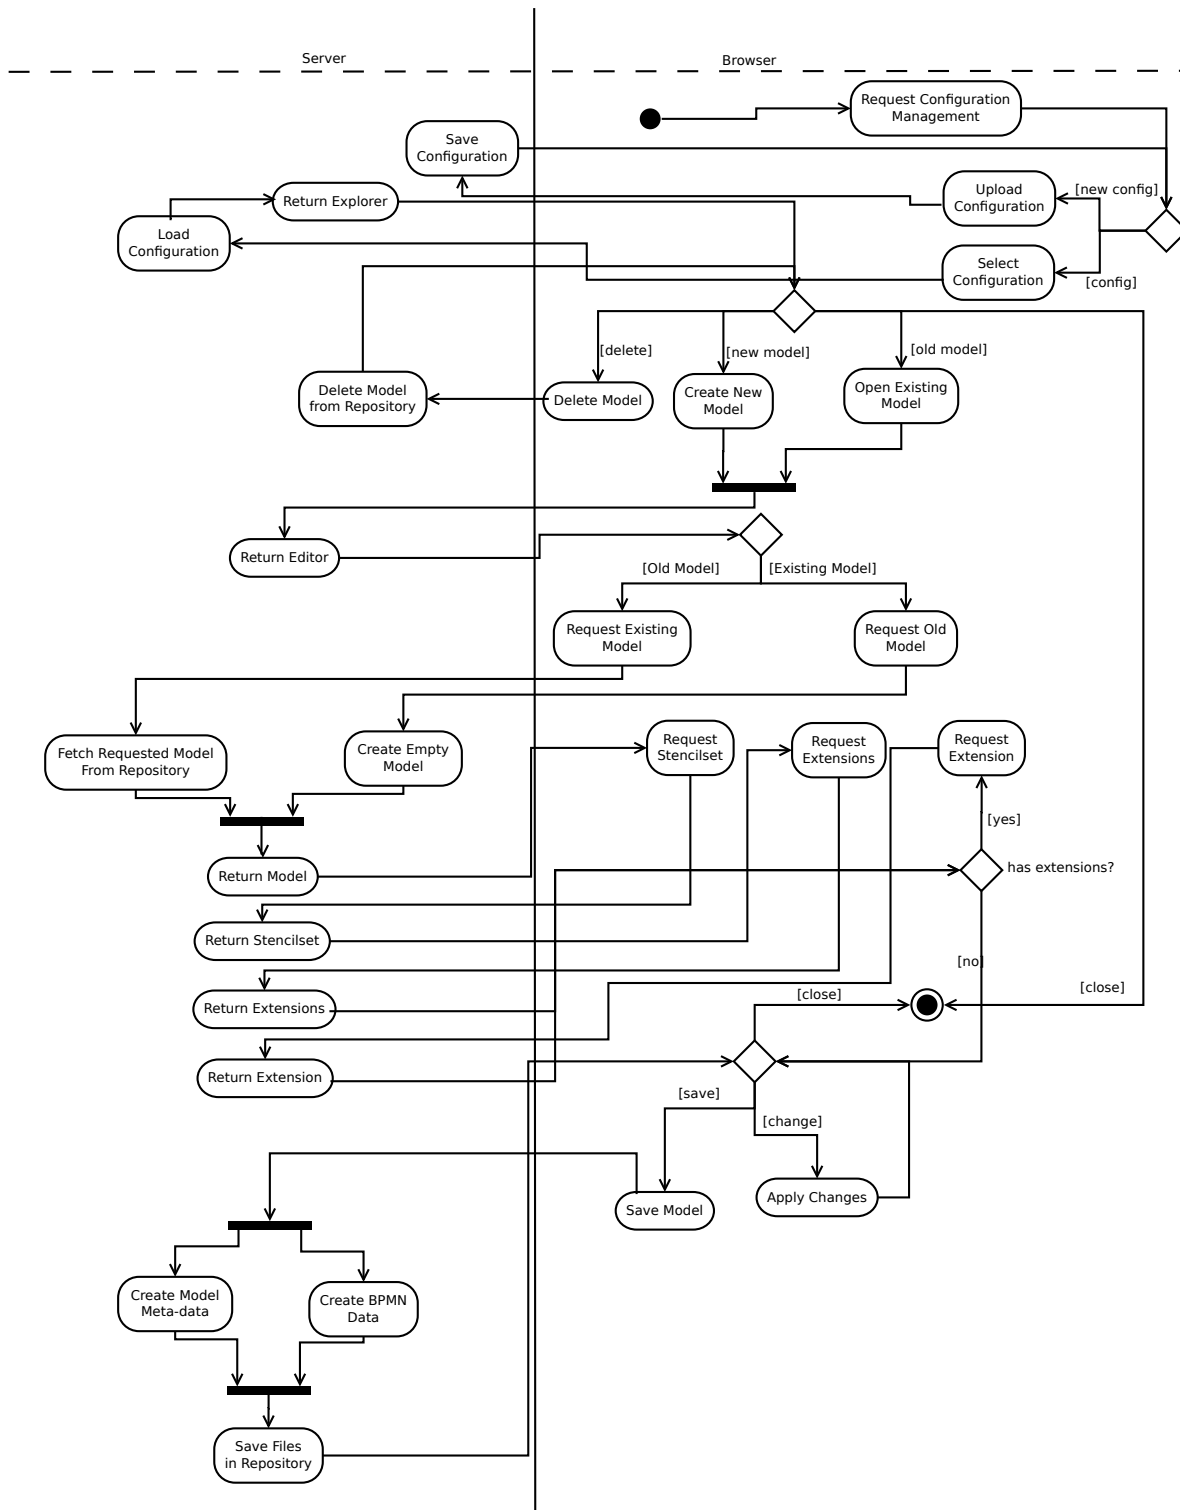 Server
Browser
Request Configuration
Management
Save
Configuration
Upload
Configuration
[new config]
Return Explorer
Load
Configuration
Select
Configuration
[config]
[delete]
[new model]
[old model]
Delete Model
from Repository
Delete Model
Create New
Model
Open Existing
Model
Return Editor
[Old Model]
[Existing Model]
Request Existing
Model
Request Old
Model
Fetch Requested Model
From Repository
Create Empty
Model
Request
Stencilset
Request
Extensions
Request
Extension
[yes]
has extensions?
Return Model
Return Stencilset
[no]
[close]
[close]
Return Extensions
Return Extension
[save]
[change]
Save Model
Apply Changes
Create Model
Meta-data
Create BPMN
Data
Save Files
in Repository